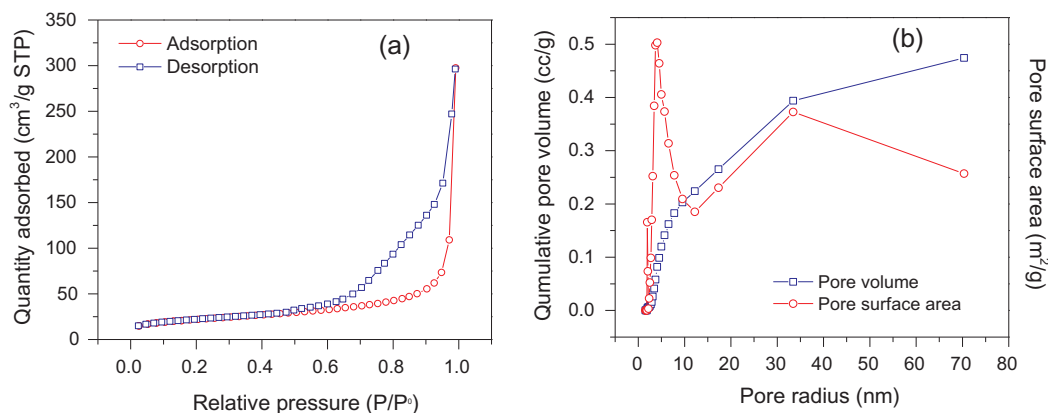 (a)
Adsorption
Desorption
Quantity adsorbed (cm³/g STP)
350
300
250
200
150
100
50
0
0.0 0.2 0.4 0.6 0.8 1.0
Relative pressure (P/P⁰)
(b)
Qumulative pore volume (cc/g)
0.5
0.4
0.3
0.2
0.1
0.0
Pore volume
Pore surface area
0 10 20 30 40 50 60 70 80
Pore radius (nm)
Pore surface
area (m²/g)